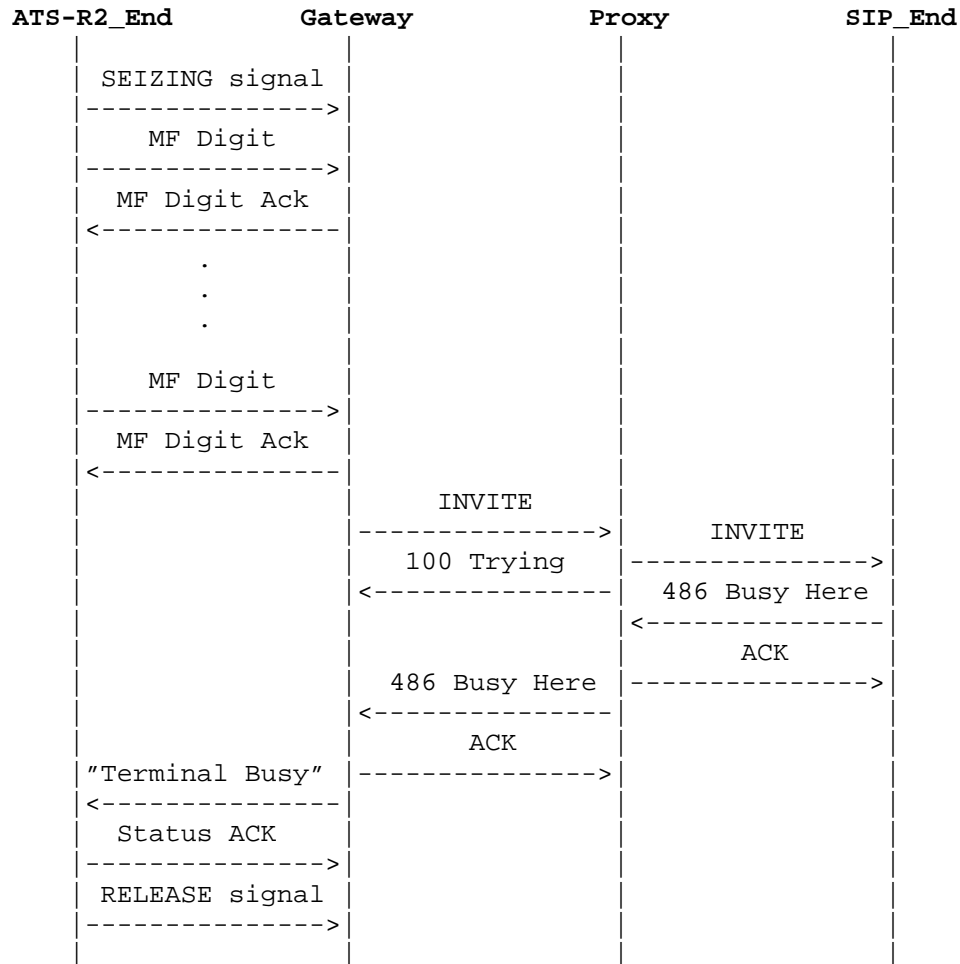 ATS-R2_End Gateway Proxy SIP_End
SEIZING signal
MF Digit
MF Digit Ack
.
.
.
MF Digit
MF Digit Ack
INVITE
INVITE
100 Trying
486 Busy Here
ACK
486 Busy Here
ACK
”Terminal Busy”
Status ACK
RELEASE signal